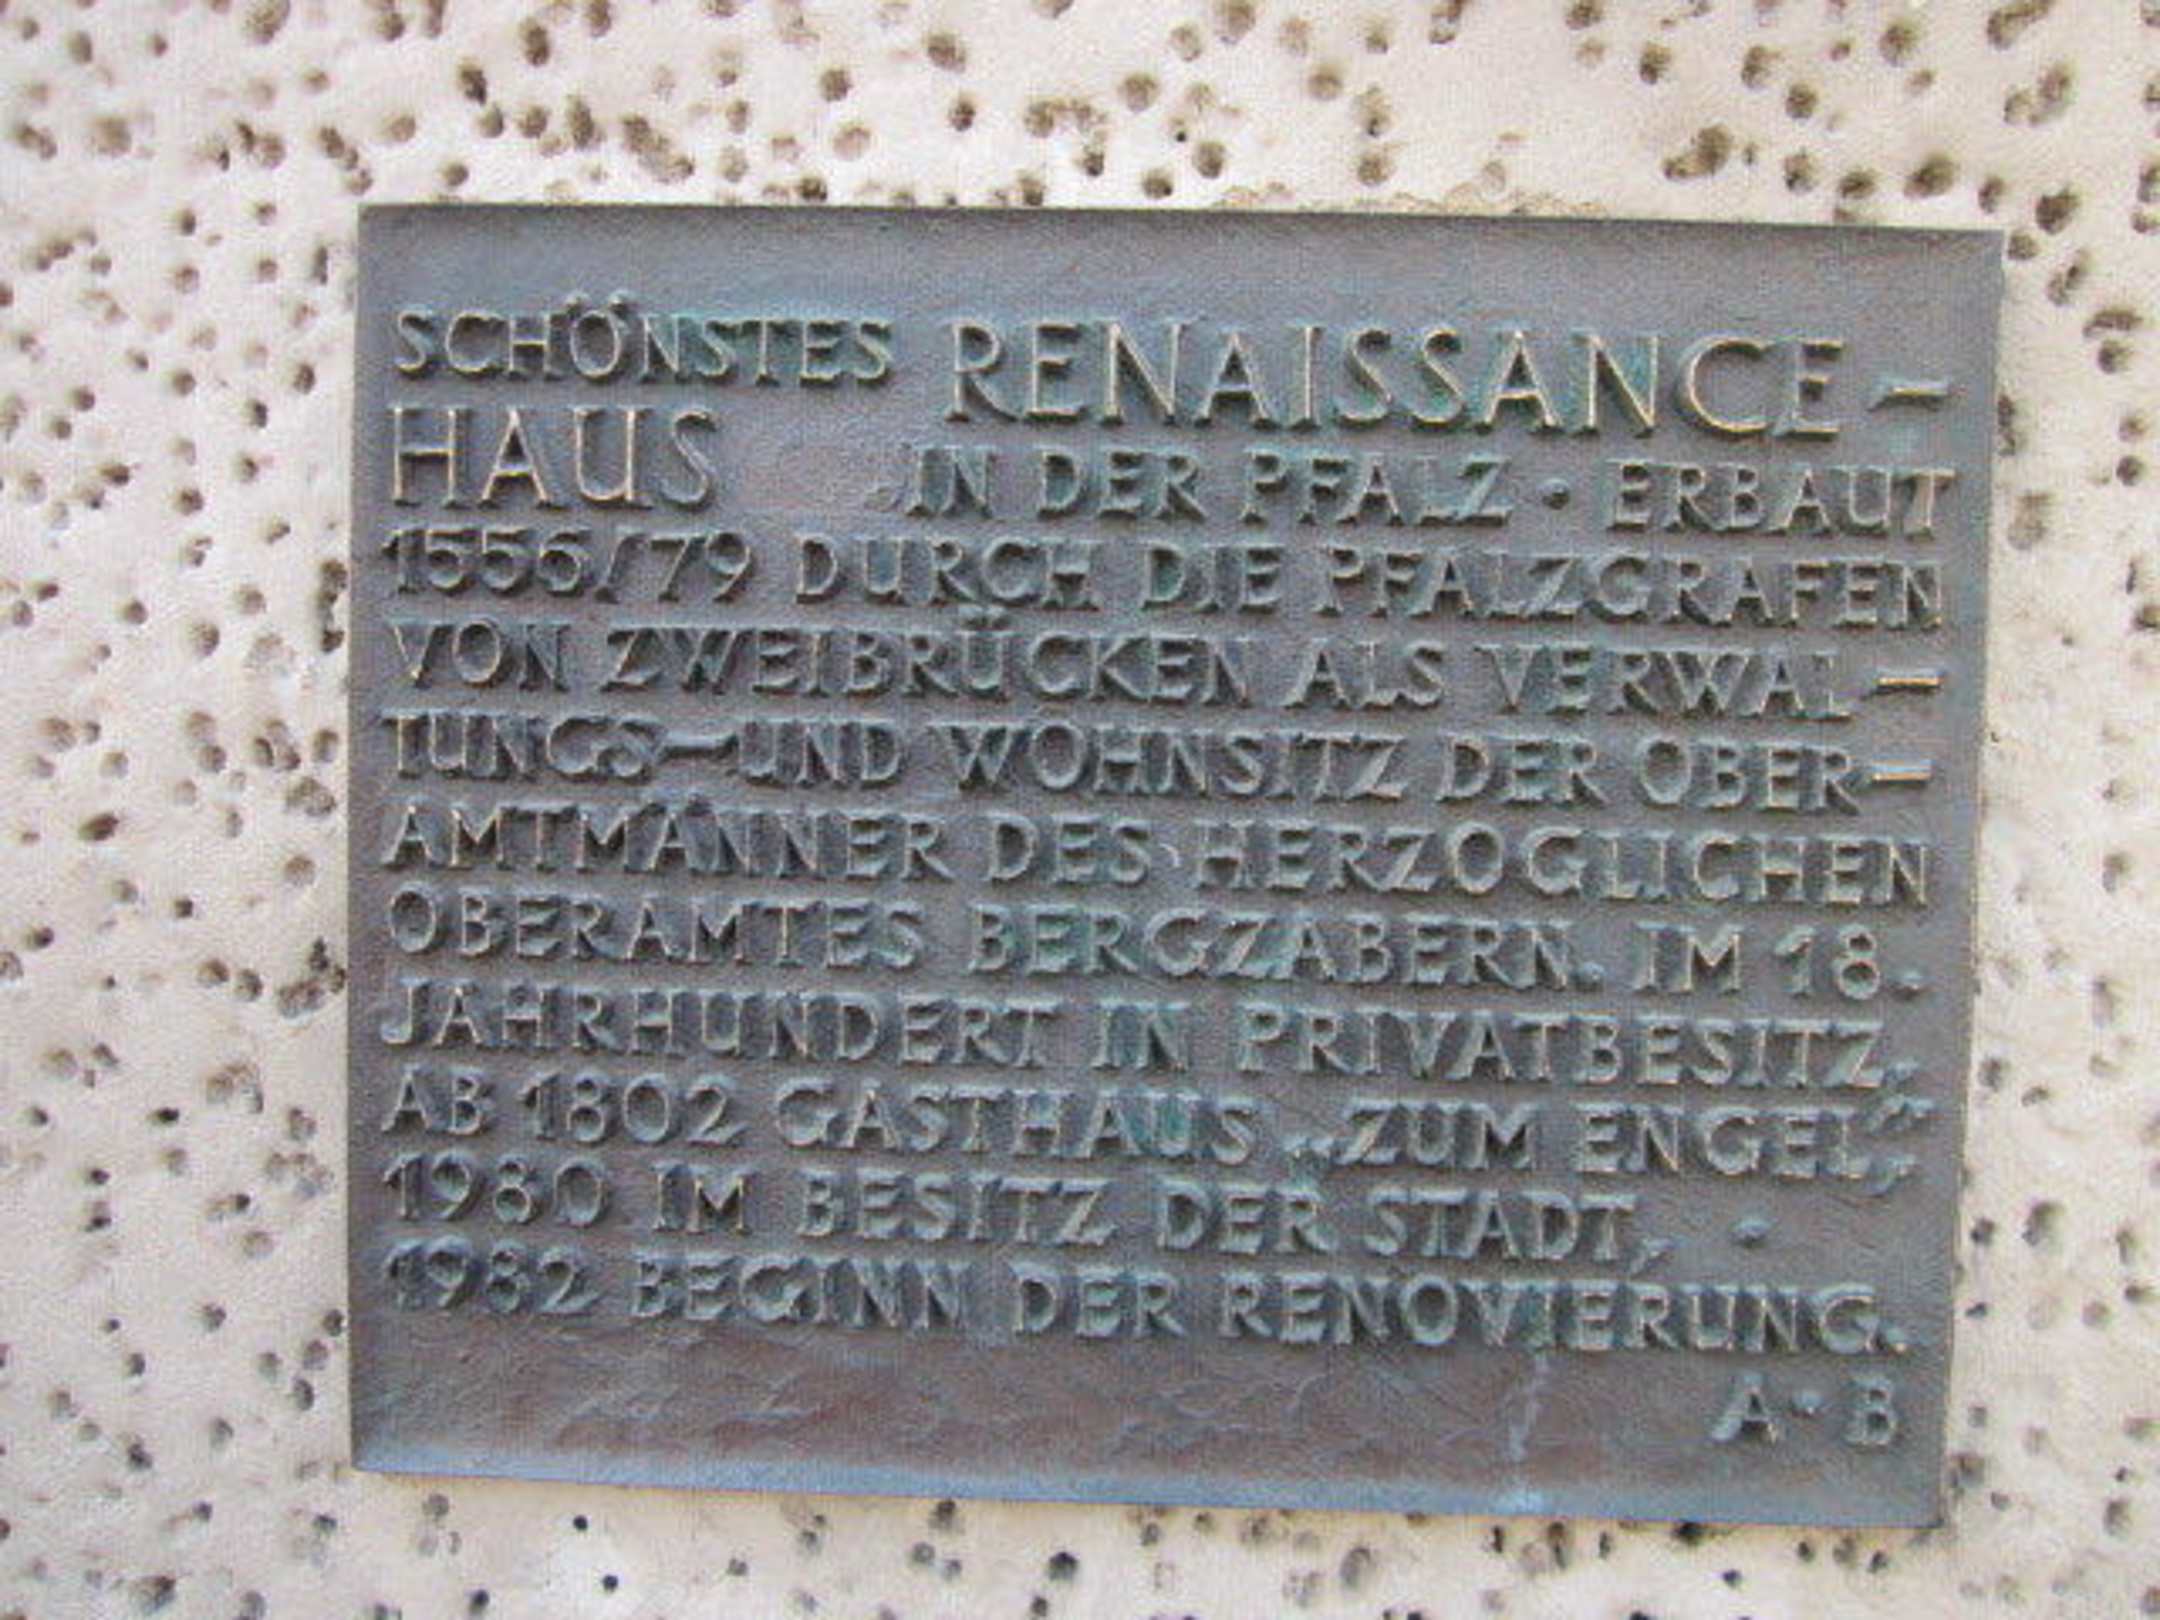 SCHÖNSTES RENAISSANCE-
HAUS IN DER PFALZ · ERBAUT
1556/79 DURCH DIE PFALZGRAFEN
VON ZWEIBRÜCKEN ALS VERWAL-
TUNGS-UND WOHNSITZ DER OBER-
AMTMÄNNER DES HERZOGLICHEN
OBERAMTES BERGZABERN. IM 18.
JAHRHUNDERT IN PRIVATBESITZ.
AB 1802 GASTHAUS „ZUM ENGEL“,
1980 IM BESITZ DER STADT,
1982 BEGINN DER RENOVIERUNG.
A·B